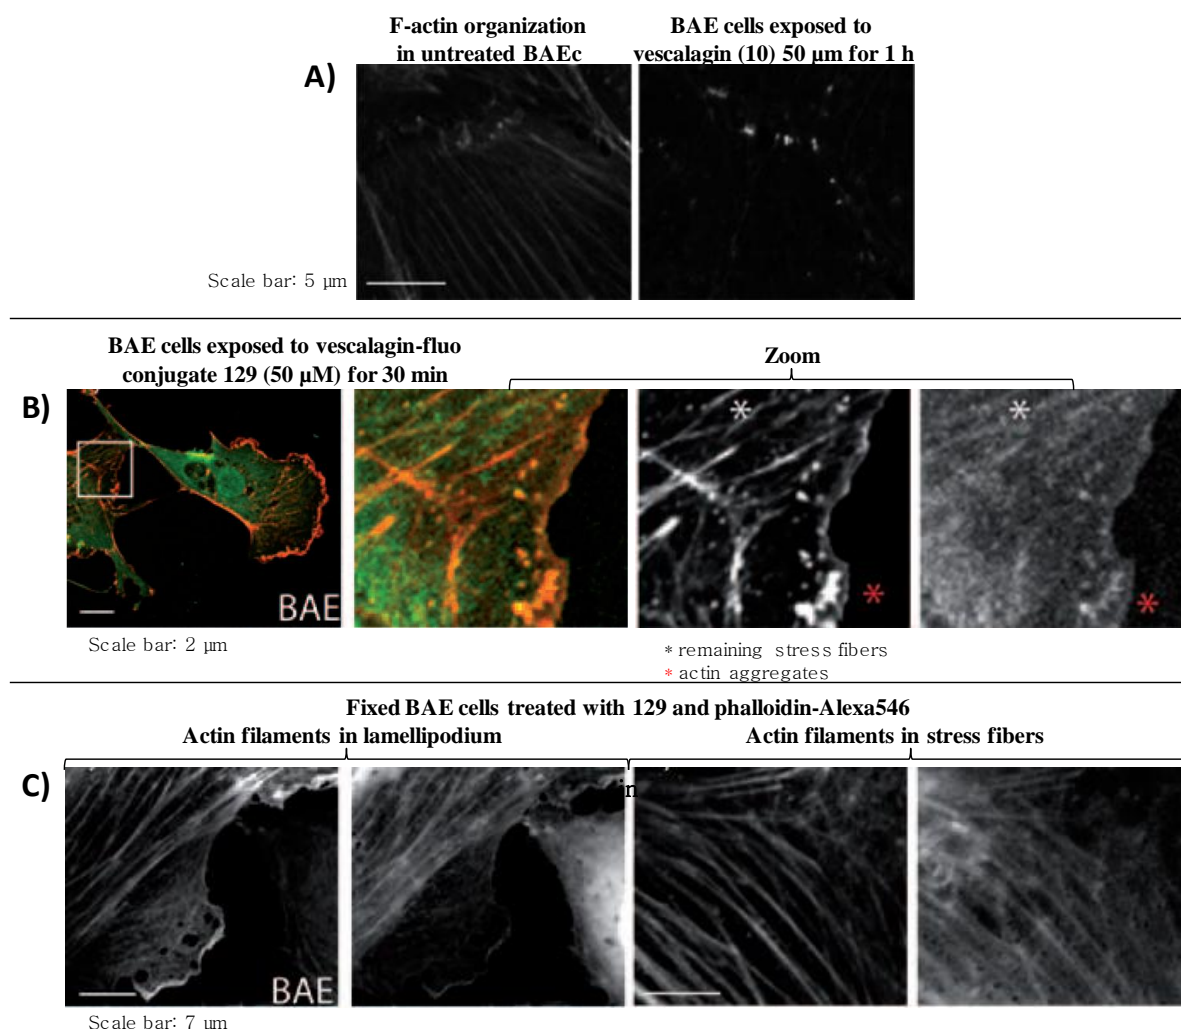 F-actin organization
in untreated BAEc
BAE cells exposed to
vescalagin (10) 50 µm for 1 h
A)
Scale bar: 5 µm
BAE cells exposed to vescalagin-fluo
conjugate 129 (50 µM) for 30 min
Zoom
B)
BAE
Scale bar: 2 µm
* remaining stress fibers
* actin aggregates
Fixed BAE cells treated with 129 and phalloidin-Alexa546
Actin filaments in lamellipodium
Actin filaments in stress fibers
C)
in
BAE
Scale bar: 7 µm